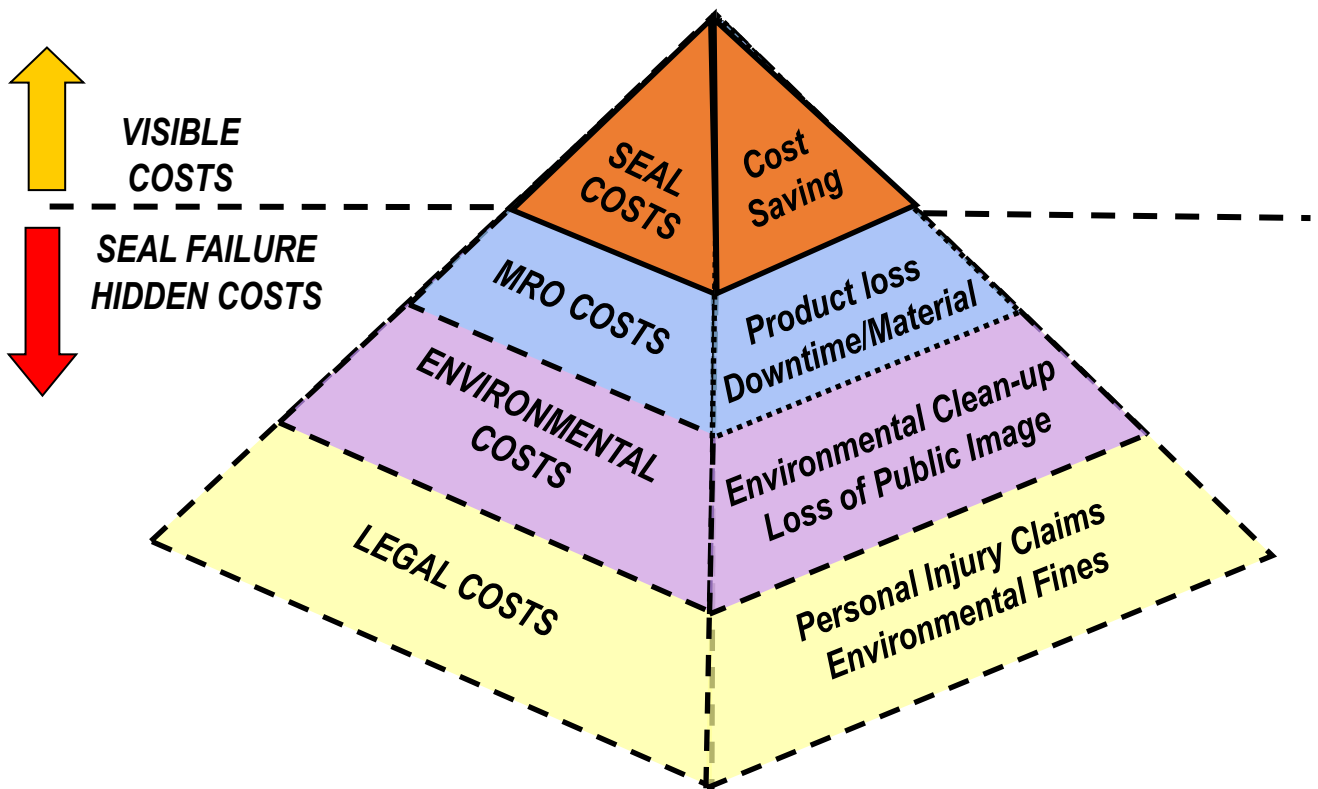 VISIBLE
COSTS
SEAL FAILURE
HIDDEN COSTS
SEAL
COSTS
Cost
Saving
MRO COSTS
Product loss
Downtime/Material
ENVIRONMENTAL
COSTS
Environmental Clean-up
Loss of Public Image
LEGAL COSTS
Personal Injury Claims
Environmental Fines